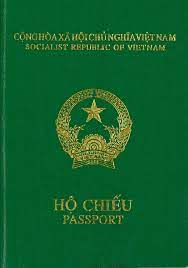 CỘNG HÒA XÃ HỘI CHỦ NGHĨA VIỆT NAM
SOCIALIST REPUBLIC OF VIETNAM
HỘ CHIẾU
PASSPORT